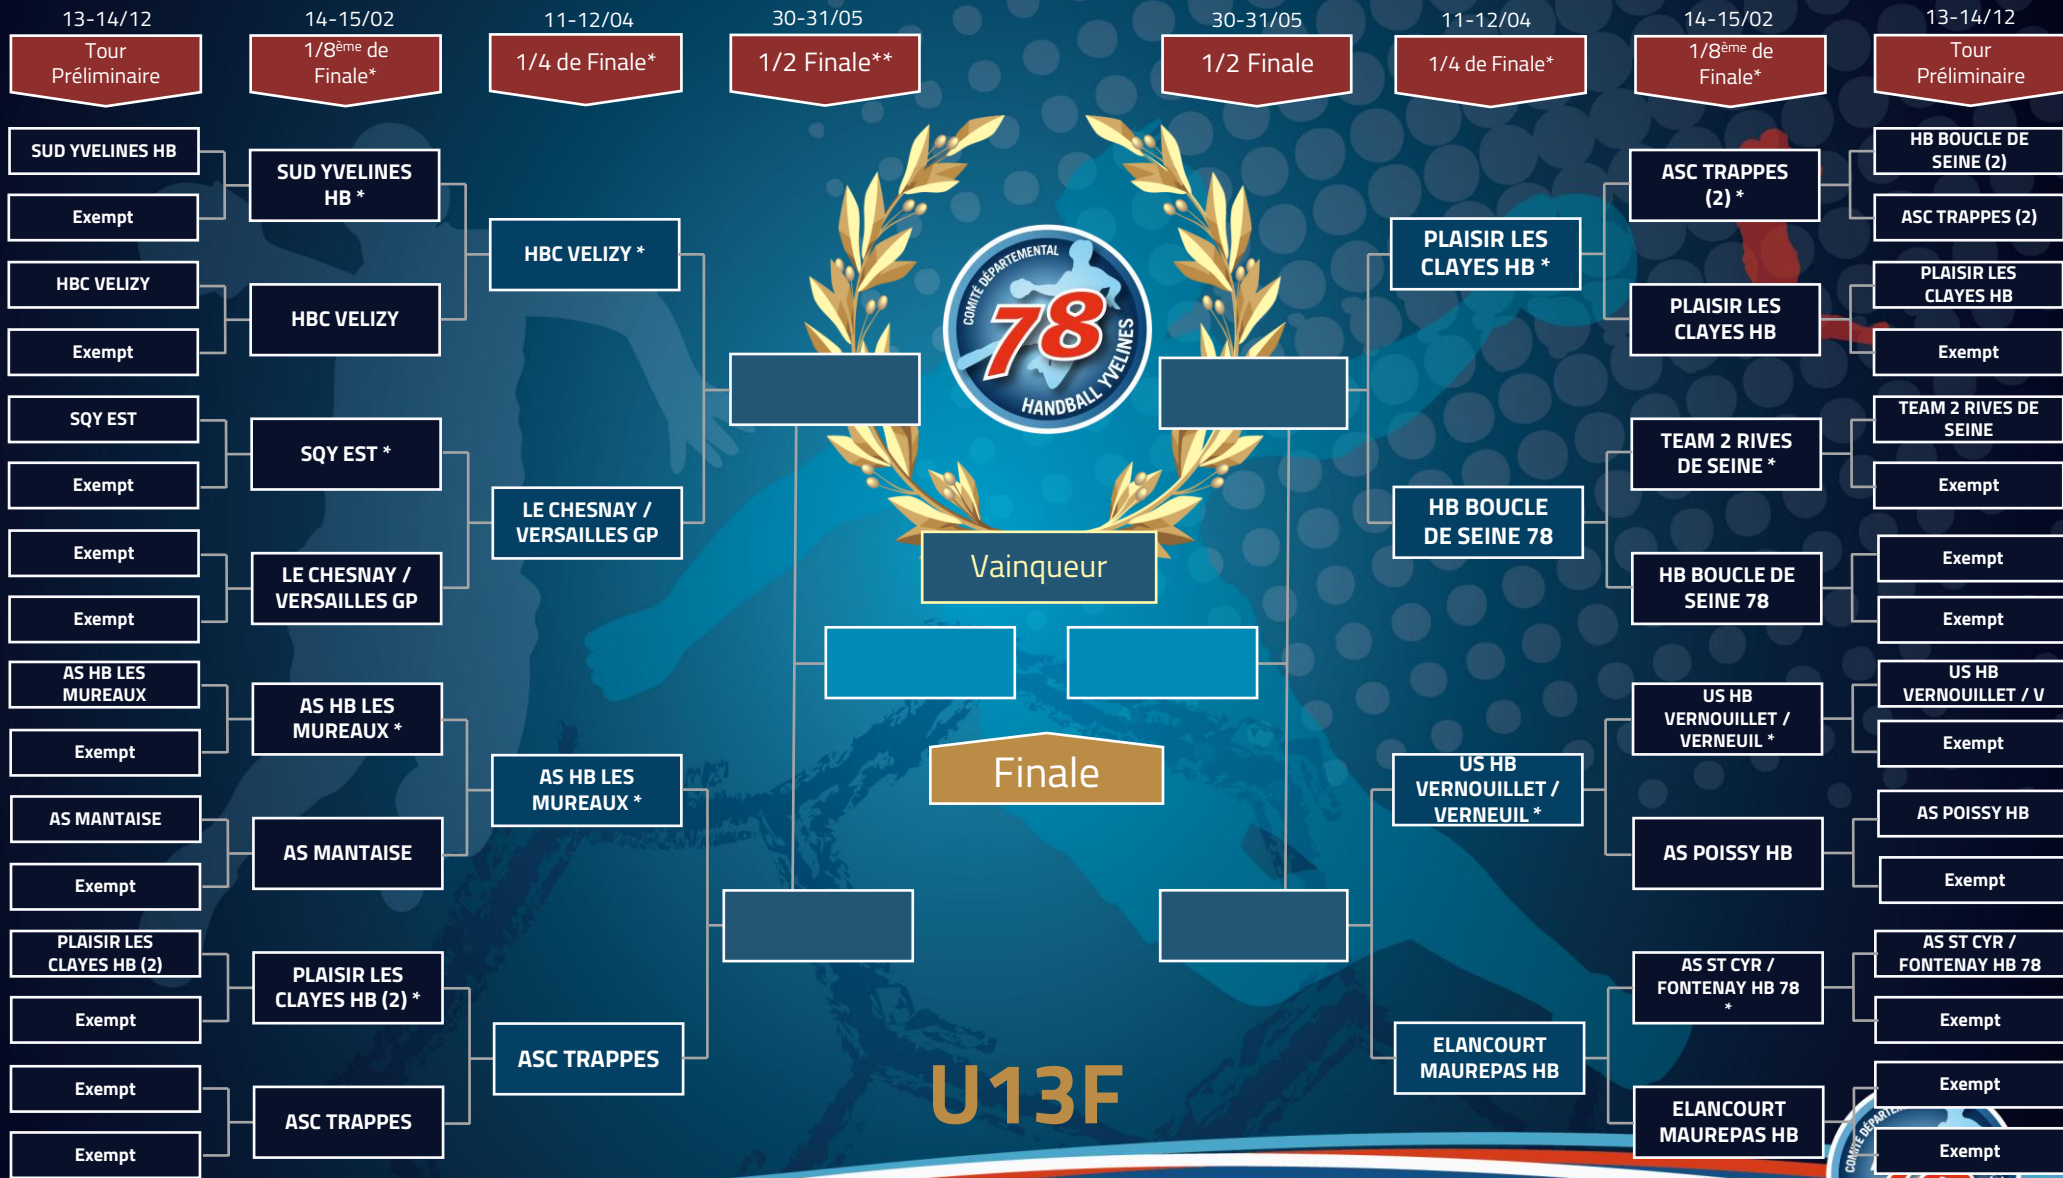 13-14/12
14-15/02
11-12/04
30-31/05
30-31/05
11-12/04
14-15/02
13-14/12
Tour
Préliminaire
1/8ème de
Finale*
1/4 de Finale*
1/2 Finale**
1/2 Finale
1/4 de Finale*
1/8ème de
Finale*
Tour
Préliminaire
SUD YVELINES HB
Exempt
HBC VELIZY
Exempt
SQY EST
Exempt
Exempt
Exempt
AS HB LES
MUREAUX
Exempt
AS MANTAISE
Exempt
PLAISIR LES
CLAYES HB (2)
Exempt
Exempt
Exempt
SUD YVELINES
HB *
HBC VELIZY
SQY EST *
LE CHESNAY /
VERSAILLES GP
AS HB LES
MUREAUX *
AS MANTAISE
PLAISIR LES
CLAYES HB (2) *
ASC TRAPPES
HBC VELIZY *
LE CHESNAY /
VERSAILLES GP
AS HB LES
MUREAUX *
ASC TRAPPES
COMITÉ DÉPARTEMENTAL
78
HANDBALL YVELINES
Vainqueur
Finale
U13F
PLAISIR LES
CLAYES HB *
HB BOUCLE
DE SEINE 78
US HB
VERNOUILLET /
VERNEUIL *
ELANCOURT
MAUREPAS HB
ASC TRAPPES
(2) *
PLAISIR LES
CLAYES HB
TEAM 2 RIVES
DE SEINE *
HB BOUCLE DE
SEINE 78
US HB
VERNOUILLET /
VERNEUIL *
AS POISSY HB
AS ST CYR /
FONTENAY HB 78
*
ELANCOURT
MAUREPAS HB
HB BOUCLE DE
SEINE (2)
ASC TRAPPES (2)
PLAISIR LES
CLAYES HB
Exempt
TEAM 2 RIVES DE
SEINE
Exempt
Exempt
Exempt
US HB
VERNOUILLET / V
Exempt
AS POISSY HB
Exempt
AS ST CYR /
FONTENAY HB 78
Exempt
Exempt
Exempt